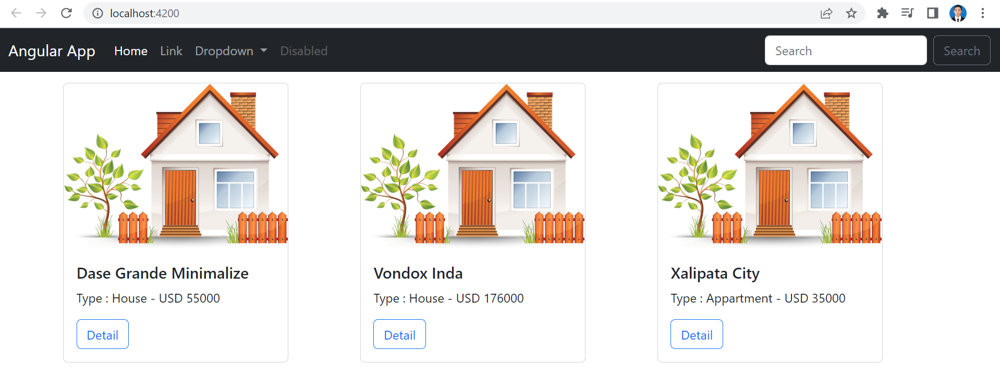 localhost:4200
Angular App Home Link Dropdown Disabled Search Search
Dase Grande Minimalize
Type : House - USD 55000
Detail
Vondox Inda
Type : House - USD 176000
Detail
Xalipata City
Type : Appartment - USD 35000
Detail